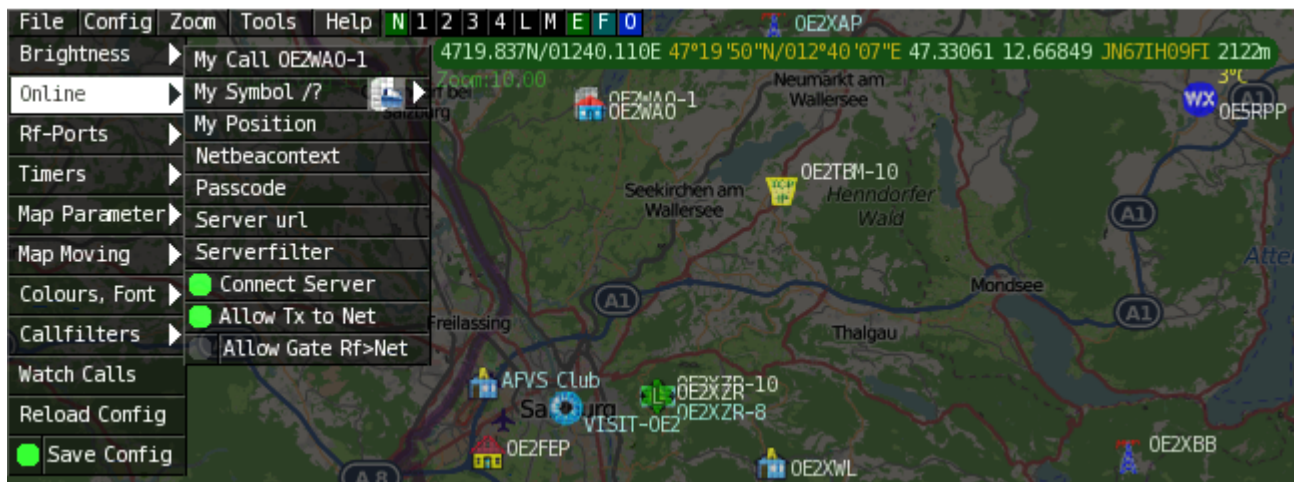 File Config Zoom Tools Help N 1 2 3 4 L M E F O
OE2XAP
4719.837N/01240.110E 47°19'50"N/012°40'07"E 47.33061 12.66849 JN67IH09FI 2122m
Zoom:10.00
Brightness
Online
Rf-Ports
Timers
Map Parameter
Map Moving
Colours, Font
Callfilters
Watch Calls
Reload Config
Save Config
My Call OE2WAO-1
My Symbol /?
My Position
Netbeacontext
Passcode
Server url
Serverfilter
Connect Server
Allow Tx to Net
Allow Gate Rf>Net
Neumarkt am
Wallersee
3°C
WX
OE5RPP
OE2WAO-1
OE2WAO
OE2TBM-10
Seekirchen am
Wallersee
Henndorfer
Wald
A1
Mondsee
A1
A1
Freilassing
Thalgau
AFVS Club
L
OE2XZR-10
OE2XZR
OE2XZR-8
VISIT-OE2
OE2FEP
OE2XWL
OE2XBB
A8